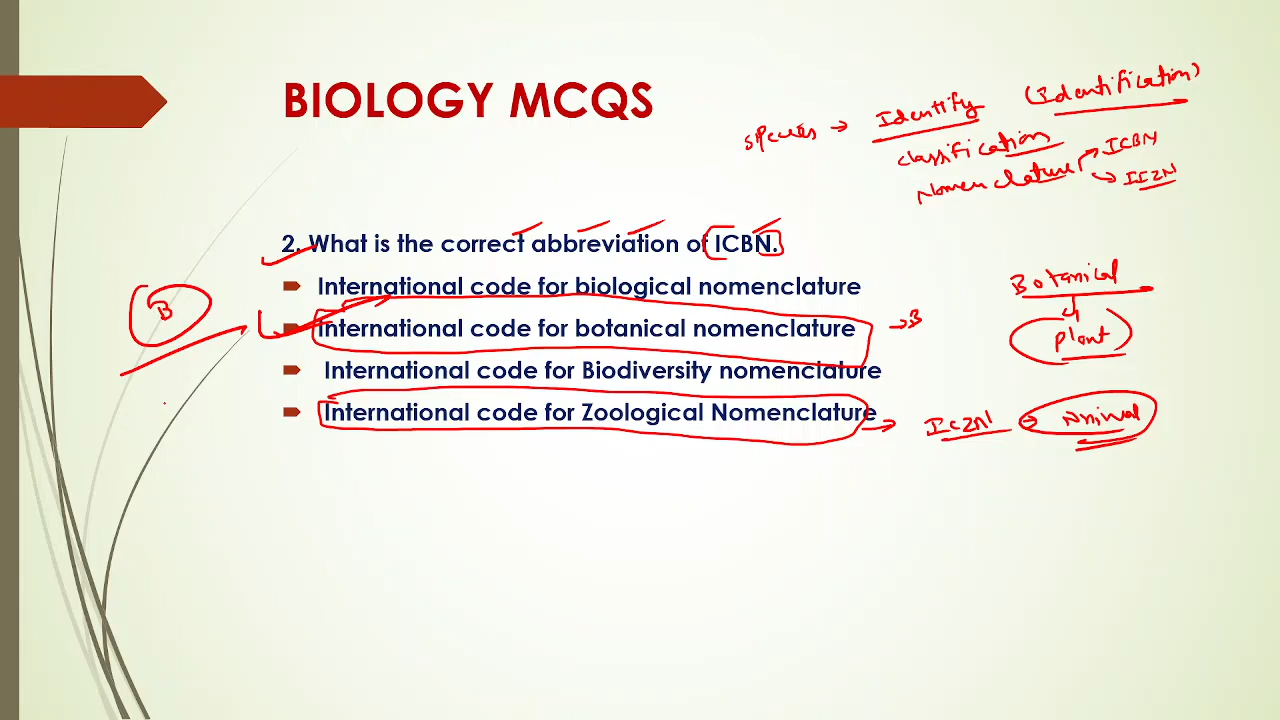 BIOLOGY MCQS
species → Identify (Identification)
classification
Nomenclature → ICBN
→ IIZN
2. What is the correct abbreviation of ICBN.
International code for biological nomenclature
International code for botanical nomenclature → B
International code for Biodiversity nomenclature
International code for Zoological Nomenclature → ICZN → Animal
B
Botanical
Plant